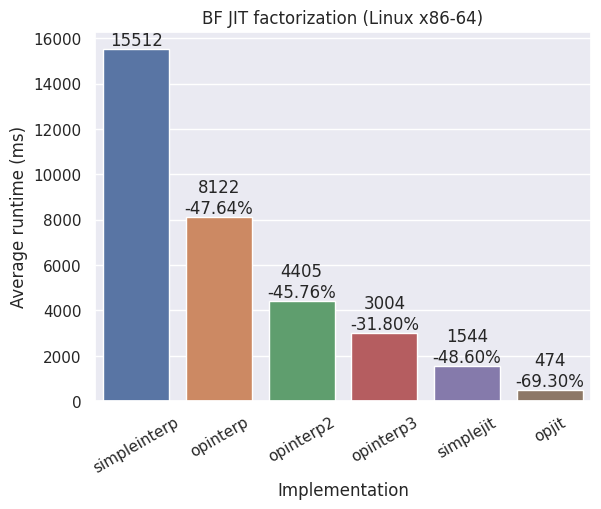 BF JIT factorization (Linux x86-64)
Average runtime (ms)
16000
14000
12000
10000
8000
6000
4000
2000
0
15512
8122
-47.64%
4405
-45.76%
3004
-31.80%
1544
-48.60%
474
-69.30%
simpleinterp
opinterp
opinterp2
opinterp3
simplejit
opjit
Implementation